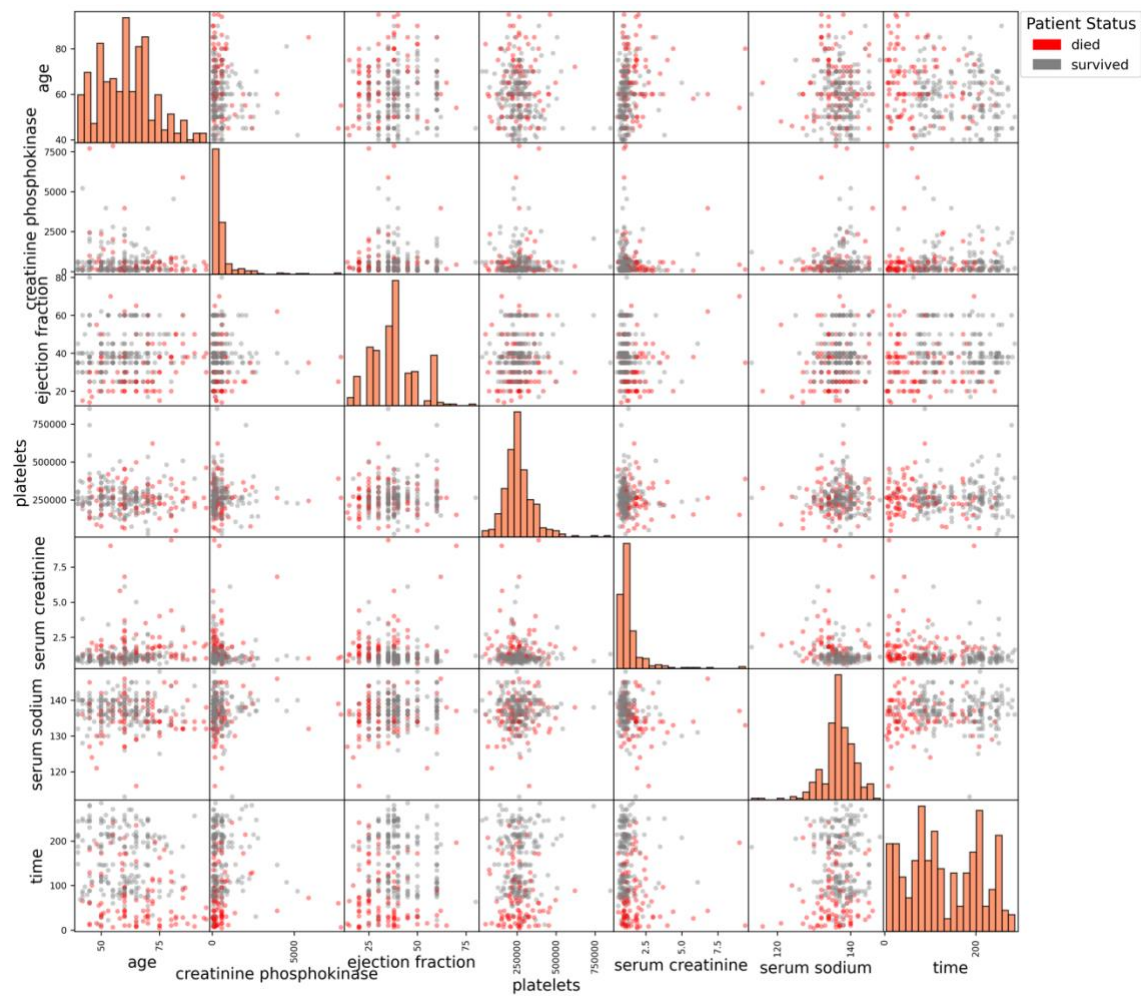 Patient Status
died
survived
age
80
60
40
creatinine phosphokinase
7500
5000
2500
0
ejection fraction
80
60
40
20
platelets
750000
500000
250000
serum creatinine
7.5
5.0
2.5
serum sodium
140
130
120
time
200
100
0
50
75
0
5000
25
50
75
250000
500000
750000
2.5
5.0
7.5
120
140
0
200
age
creatinine phosphokinase
ejection fraction
platelets
serum creatinine
serum sodium
time